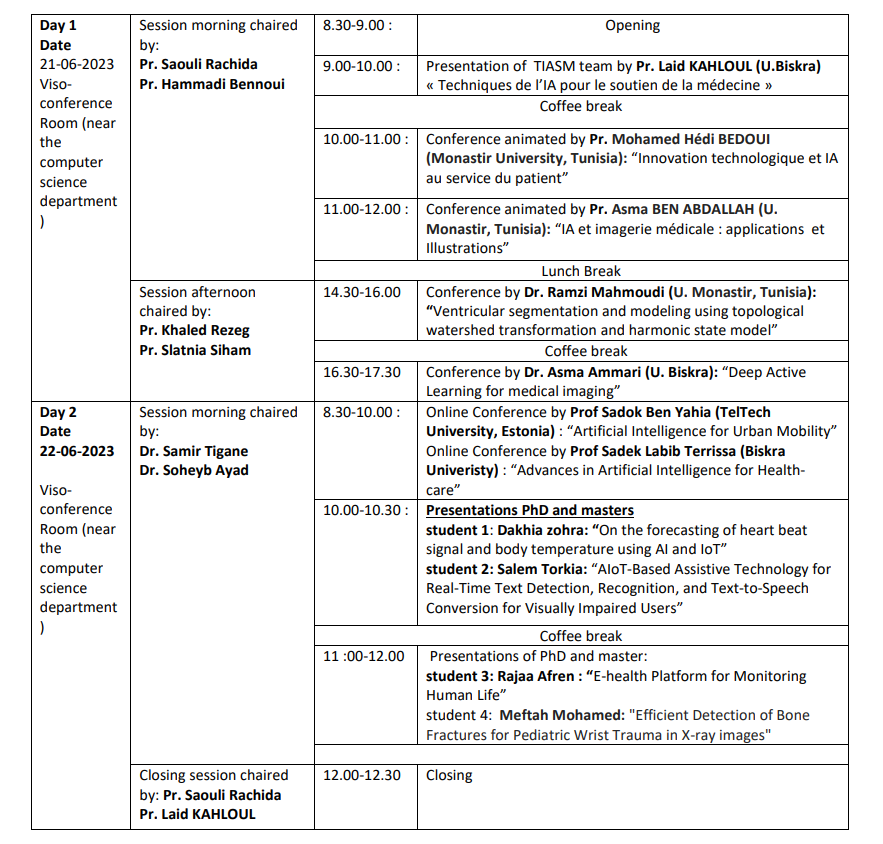 Day 1
Date
21-06-2023
Viso-
conference
Room (near
the
computer
science
department
)
Session morning chaired
by:
Pr. Saouli Rachida
Pr. Hammadi Bennoui
8.30-9.00 :
Opening
9.00-10.00 :
Presentation of TIASM team by Pr. Laid KAHLOUL (U.Biskra)
« Techniques de l’IA pour le soutien de la médecine »
Coffee break
10.00-11.00 :
Conference animated by Pr. Mohamed Hédi BEDOUI
(Monastir University, Tunisia): “Innovation technologique et IA
au service du patient”
11.00-12.00 :
Conference animated by Pr. Asma BEN ABDALLAH (U.
Monastir, Tunisia): “IA et imagerie médicale : applications et
Illustrations”
Lunch Break
Session afternoon
chaired by:
Pr. Khaled Rezeg
Pr. Slatnia Siham
14.30-16.00
Conference by Dr. Ramzi Mahmoudi (U. Monastir, Tunisia):
“Ventricular segmentation and modeling using topological
watershed transformation and harmonic state model”
Coffee break
16.30-17.30
Conference by Dr. Asma Ammari (U. Biskra): “Deep Active
Learning for medical imaging”
Day 2
Date
22-06-2023
Viso-
conference
Room (near
the
computer
science
department
)
Session morning chaired
by:
Dr. Samir Tigane
Dr. Soheyb Ayad
8.30-10.00 :
Online Conference by Prof Sadok Ben Yahia (TelTech
University, Estonia) : “Artificial Intelligence for Urban Mobility”
Online Conference by Prof Sadek Labib Terrissa (Biskra
Univeristy) : “Advances in Artificial Intelligence for Health-
care”
10.00-10.30 :
Presentations PhD and masters
student 1: Dakhia zohra: “On the forecasting of heart beat
signal and body temperature using AI and IoT”
student 2: Salem Torkia: “AIoT-Based Assistive Technology for
Real-Time Text Detection, Recognition, and Text-to-Speech
Conversion for Visually Impaired Users”
Coffee break
11 :00-12.00
Presentations of PhD and master:
student 3: Rajaa Afren : “E-health Platform for Monitoring
Human Life”
student 4: Meftah Mohamed: "Efficient Detection of Bone
Fractures for Pediatric Wrist Trauma in X-ray images"
Closing session chaired
by: Pr. Saouli Rachida
Pr. Laid KAHLOUL
12.00-12.30
Closing